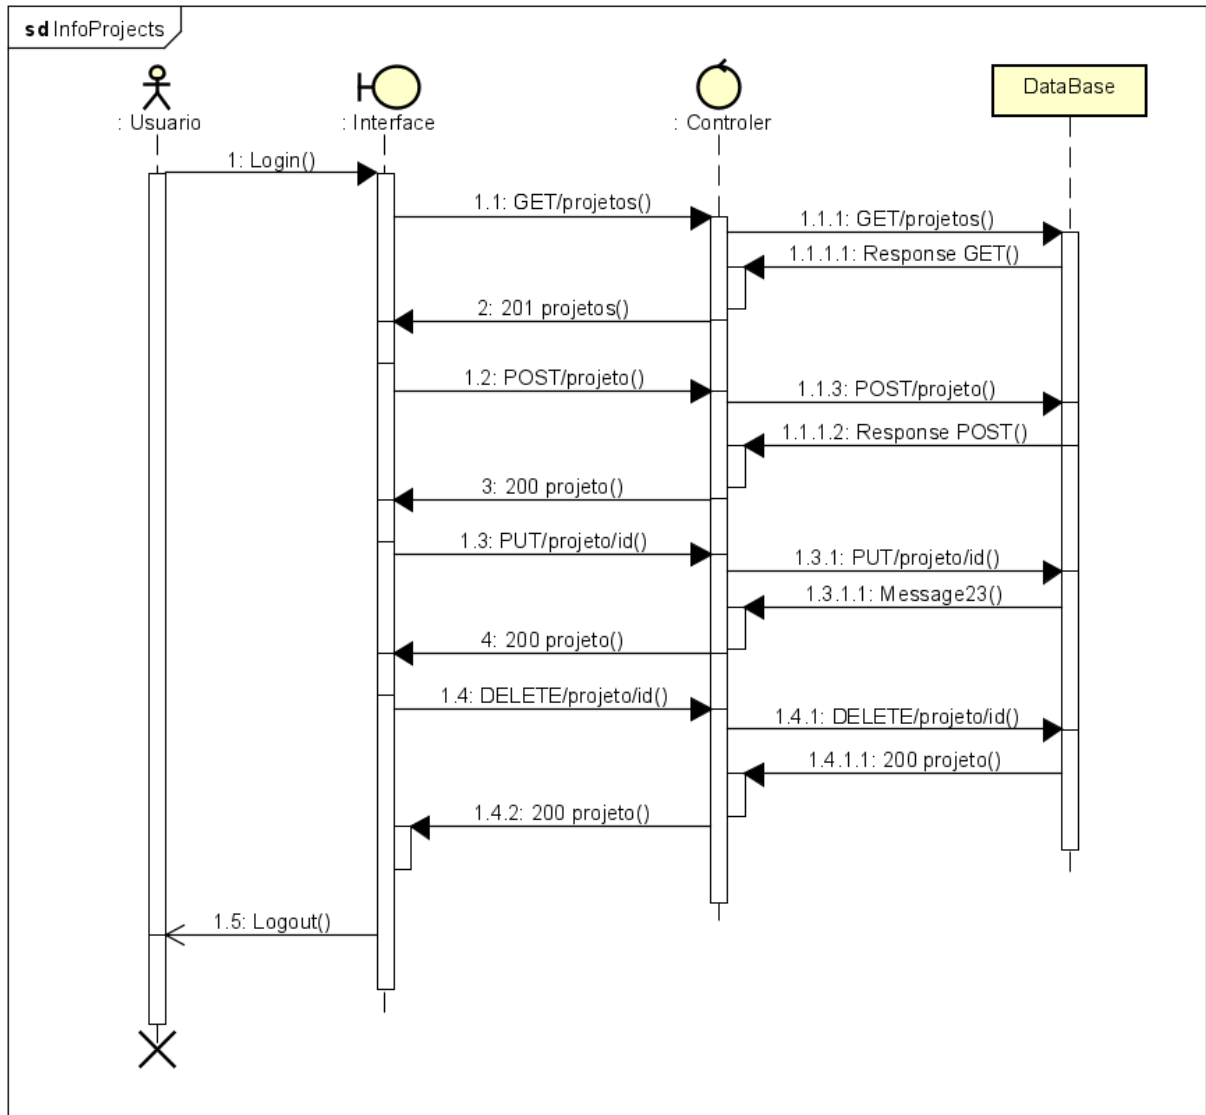 sd InfoProjects
: Usuario
: Interface
: Controler
DataBase
1: Login()
1.1: GET/projetos()
1.1.1: GET/projetos()
1.1.1.1: Response GET()
2: 201 projetos()
1.2: POST/projeto()
1.1.3: POST/projeto()
1.1.1.2: Response POST()
3: 200 projeto()
1.3: PUT/projeto/id()
1.3.1: PUT/projeto/id()
1.3.1.1: Message23()
4: 200 projeto()
1.4: DELETE/projeto/id()
1.4.1: DELETE/projeto/id()
1.4.1.1: 200 projeto()
1.4.2: 200 projeto()
1.5: Logout()